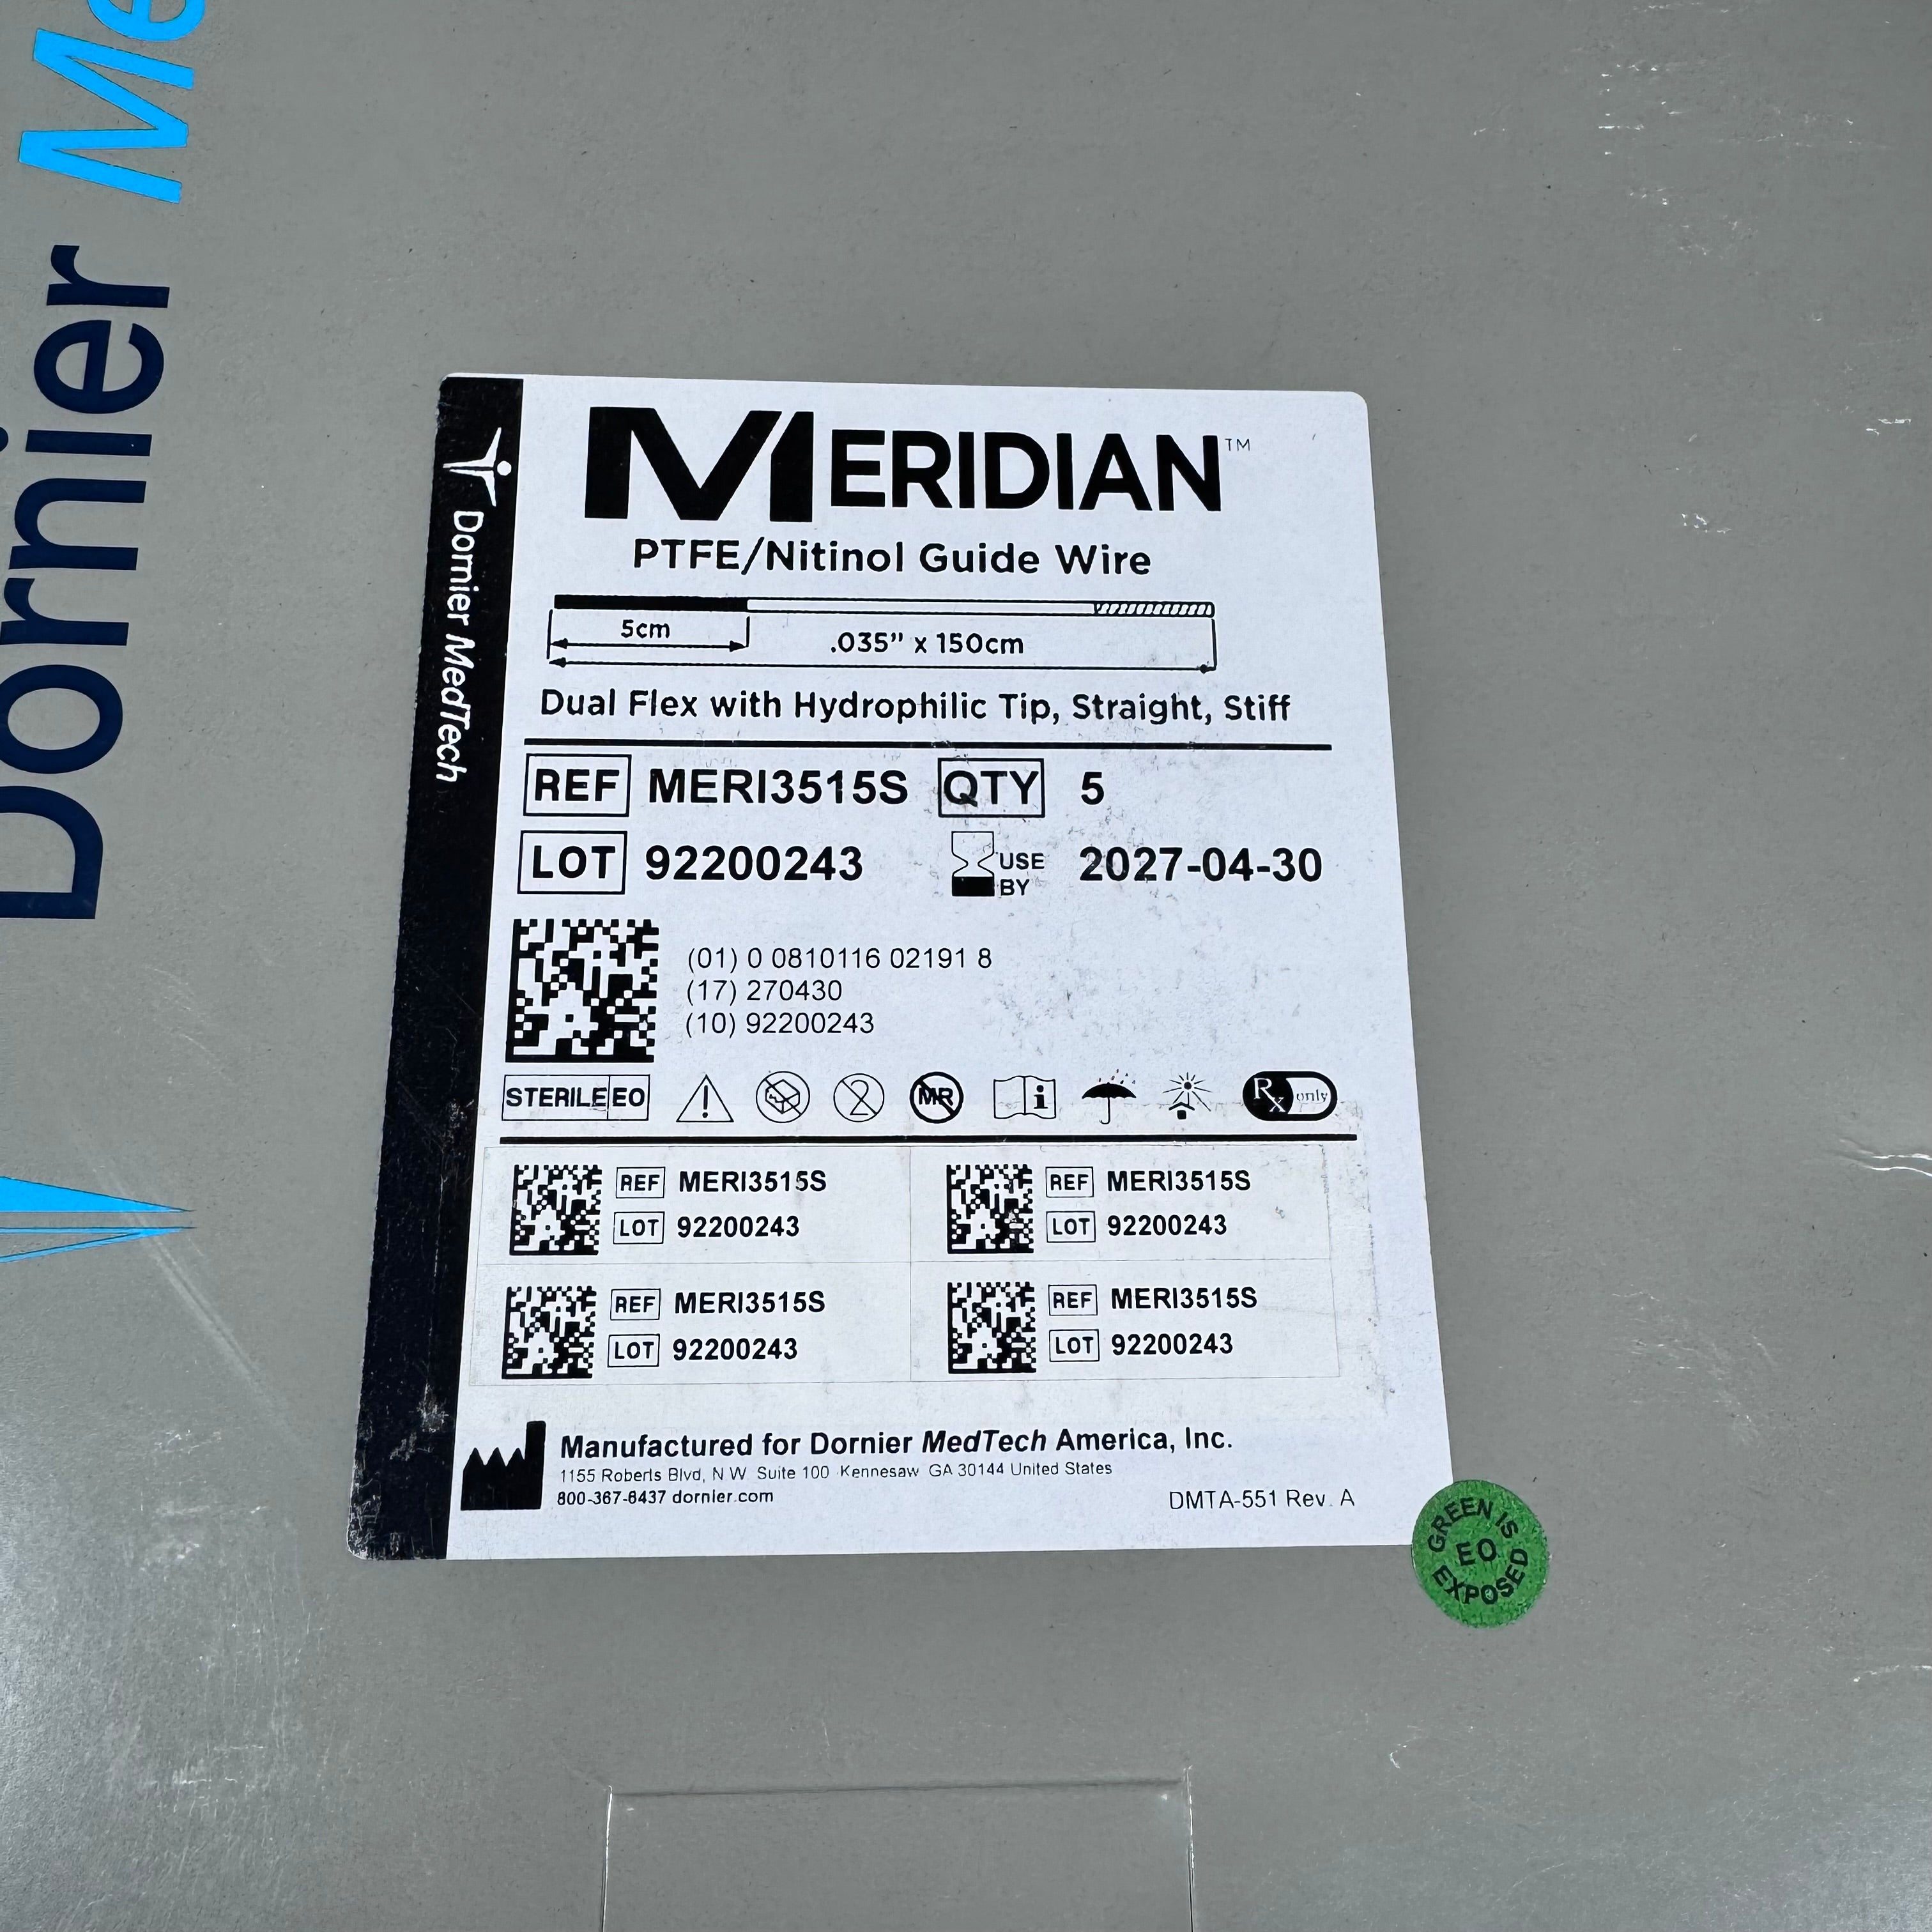 Dornier Me
Dornier MedTech
MERIDIAN™
PTFE/Nitinol Guide Wire
5cm
.035" x 150cm
Dual Flex with Hydrophilic Tip, Straight, Stiff
REF MERI3515S QTY 5
LOT 92200243 USE BY 2027-04-30
(01) 0 0810116 02191 8
(17) 270430
(10) 92200243
STERILE EO 2 MR i Rx only
REF MERI3515S
LOT 92200243
REF MERI3515S
LOT 92200243
REF MERI3515S
LOT 92200243
REF MERI3515S
LOT 92200243
Manufactured for Dornier MedTech America, Inc.
1155 Roberts Blvd, N W Suite 100 Kennesaw GA 30144 United States
800-367-6437 dornier.com
DMTA-551 Rev. A
GREEN IS
EO
EXPOSED